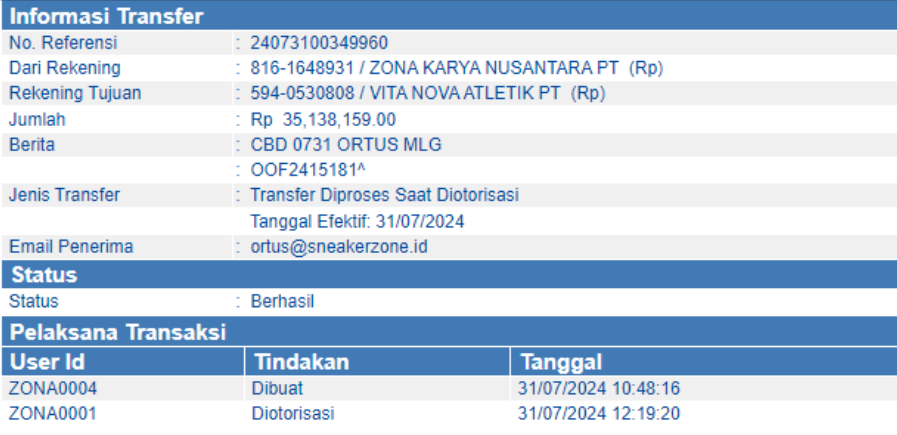 Informasi Transfer
No. Referensi : 24073100349960
Dari Rekening : 816-1648931 / ZONA KARYA NUSANTARA PT (Rp)
Rekening Tujuan : 594-0530808 / VITA NOVA ATLETIK PT (Rp)
Jumlah : Rp 35,138,159.00
Berita : CBD 0731 ORTUS MLG
: OOF2415181^
Jenis Transfer : Transfer Diproses Saat Diotorisasi
Tanggal Efektif: 31/07/2024
Email Penerima : ortus@sneakerzone.id
Status
Status : Berhasil
Pelaksana Transaksi
User Id Tindakan Tanggal
ZONA0004 Dibuat 31/07/2024 10:48:16
ZONA0001 Diotorisasi 31/07/2024 12:19:20